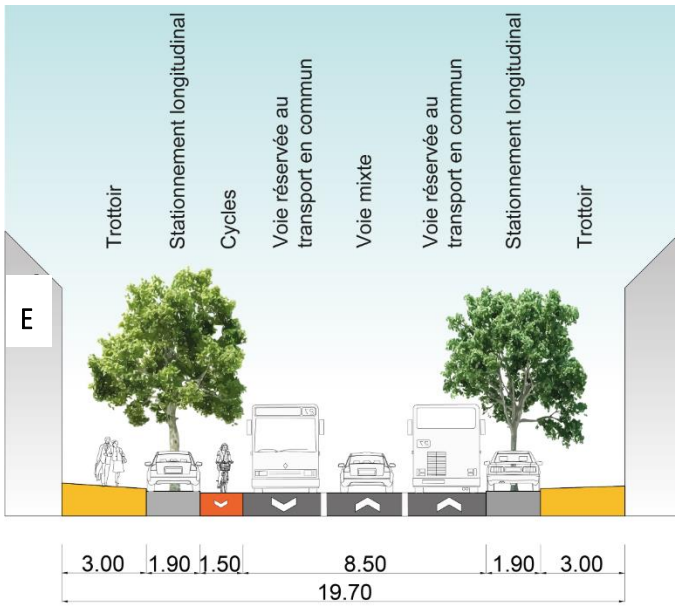 Trottoir
Stationnement longitudinal
Cycles
Voie réservée au
transport en commun
Voie mixte
Voie réservée au
transport en commun
Stationnement longitudinal
Trottoir
E
3.00 1.90 1.50 8.50 1.90 3.00
19.70